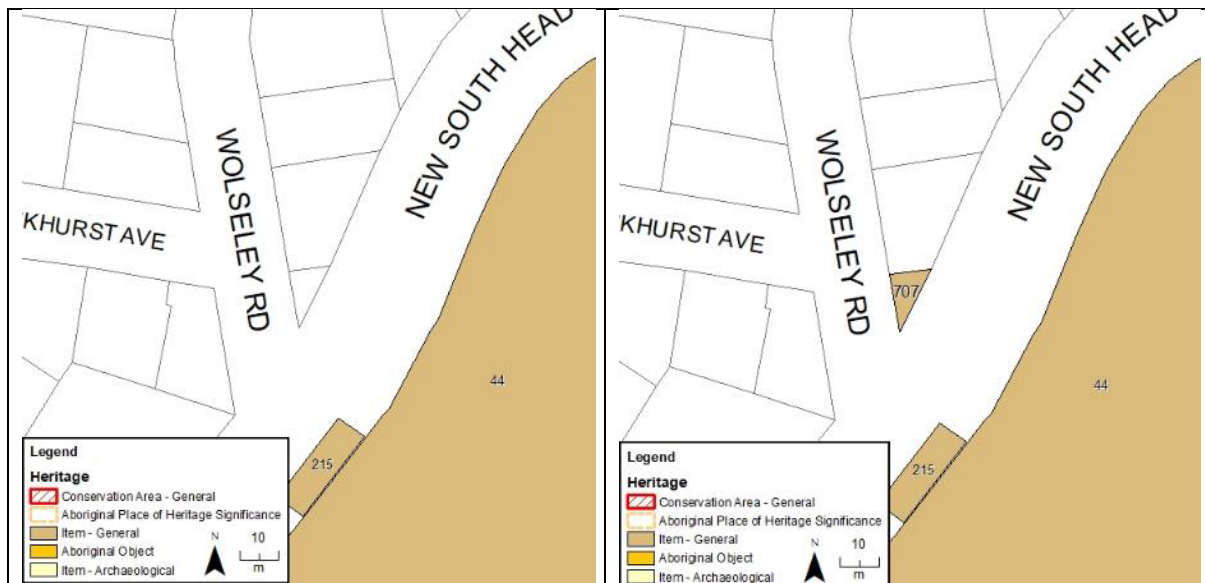 NEW SOUTH HEAD
WOLSELEY RD
KHURST AVE
44
215
Legend
Heritage
Conservation Area - General
Aboriginal Place of Heritage Significance
Item - General
Aboriginal Object
Item - Archaeological
N
10
m
NEW SOUTH HEAD
WOLSELEY RD
KHURST AVE
707
44
215
Legend
Heritage
Conservation Area - General
Aboriginal Place of Heritage Significance
Item - General
Aboriginal Object
Item - Archaeological
N
10
m